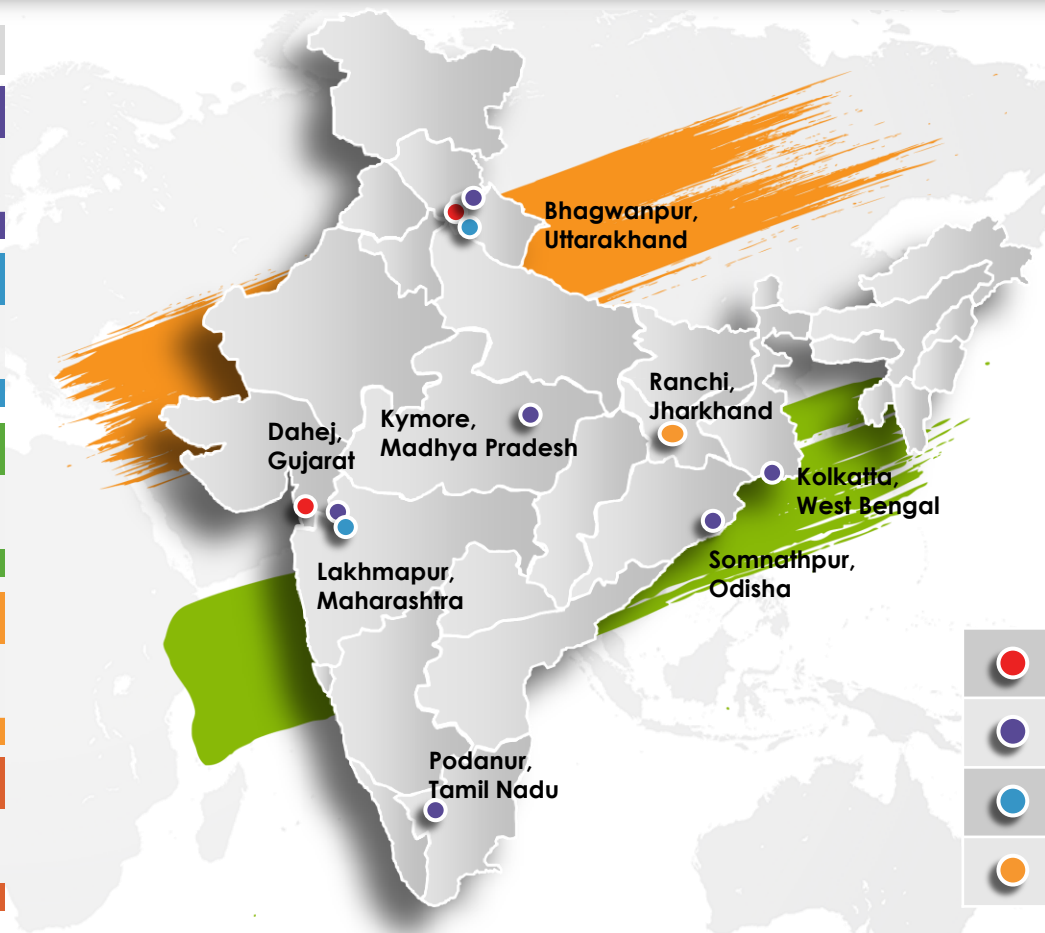 Bhagwanpur,
Uttarakhand
Ranchi,
Jharkhand
Kymore,
Madhya Pradesh
Dahej,
Gujarat
Kolkatta,
West Bengal
Somnathpur,
Odisha
Lakhmapur,
Maharashtra
Podanur,
Tamil Nadu